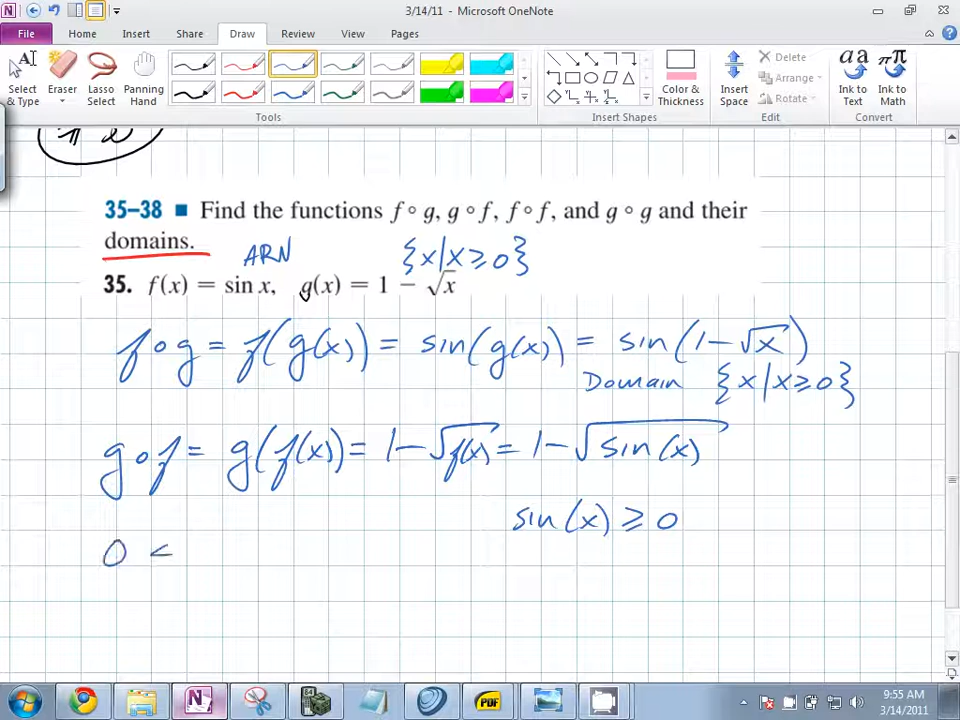 3/14/11 - Microsoft OneNote
File Home Insert Share Draw Review View Pages
Select & Type Eraser Lasso Select Panning Hand Color & Thickness Insert Space Delete Arrange Rotate Ink to Text Ink to Math
Tools Insert Shapes Edit Convert
35–38 ■ Find the functions f ∘ g, g ∘ f, f ∘ f, and g ∘ g and their
domains. ARN {x|x ≥ 0}
35. f(x) = sin x, g(x) = 1 − √x
f ∘ g = f(g(x)) = sin(g(x)) = sin(1−√x)
Domain {x|x ≥ 0}
g ∘ f = g(f(x)) = 1−√f(x) = 1−√sin(x)
sin(x) ≥ 0
0 <
PDF
9:55 AM
3/14/2011